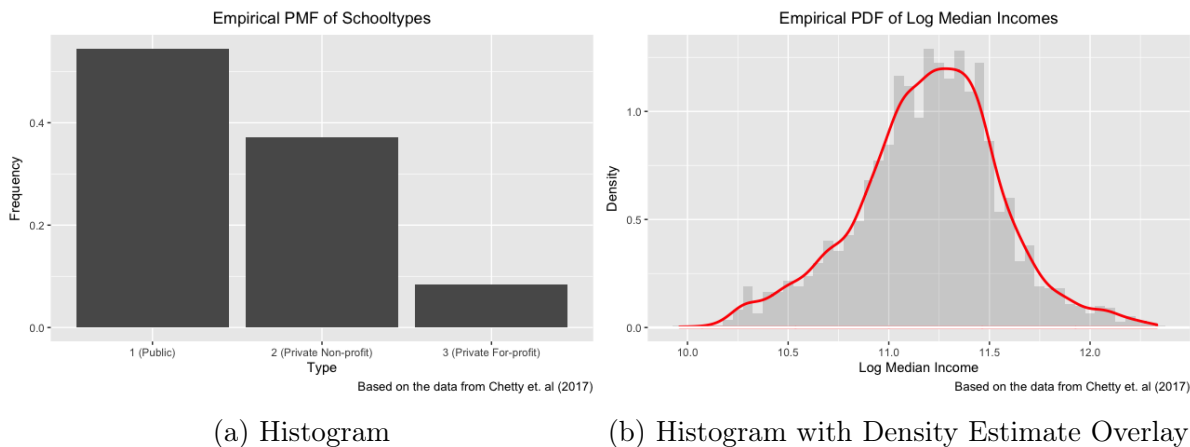 Empirical PMF of Schooltypes
Frequency
0.4
0.2
0.0
1 (Public) 2 (Private Non-profit) 3 (Private For-profit)
Type
Based on the data from Chetty et. al (2017)
(a) Histogram
Empirical PDF of Log Median Incomes
Density
1.0
0.5
0.0
10.0 10.5 11.0 11.5 12.0
Log Median Income
Based on the data from Chetty et. al (2017)
(b) Histogram with Density Estimate Overlay